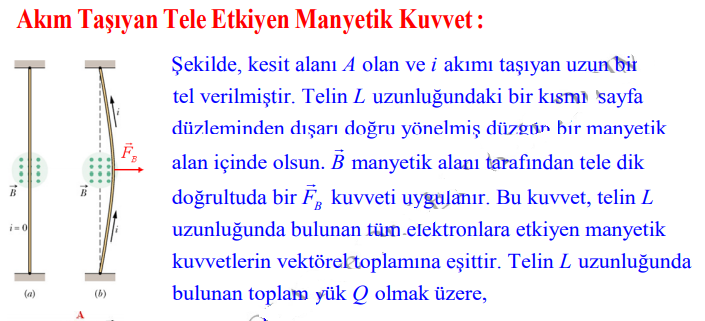 Akım Taşıyan Tele Etkiyen Manyetik Kuvvet :
Şekilde, kesit alanı A olan ve i akımı taşıyan uzun bir
tel verilmiştir. Telin L uzunluğundaki bir kısmı sayfa
düzleminden dışarı doğru yönelmiş düzgün bir manyetik
alan içinde olsun. B⃗ manyetik alanı tarafından tele dik
doğrultuda bir F⃗_B kuvveti uygulanır. Bu kuvvet, telin L
uzunluğunda bulunan tüm elektronlara etkiyen manyetik
kuvvetlerin vektörel toplamına eşittir. Telin L uzunluğunda
bulunan toplam yük Q olmak üzere,
i
F⃗_B
B⃗
B⃗
i = 0
i
(a)
(b)
A